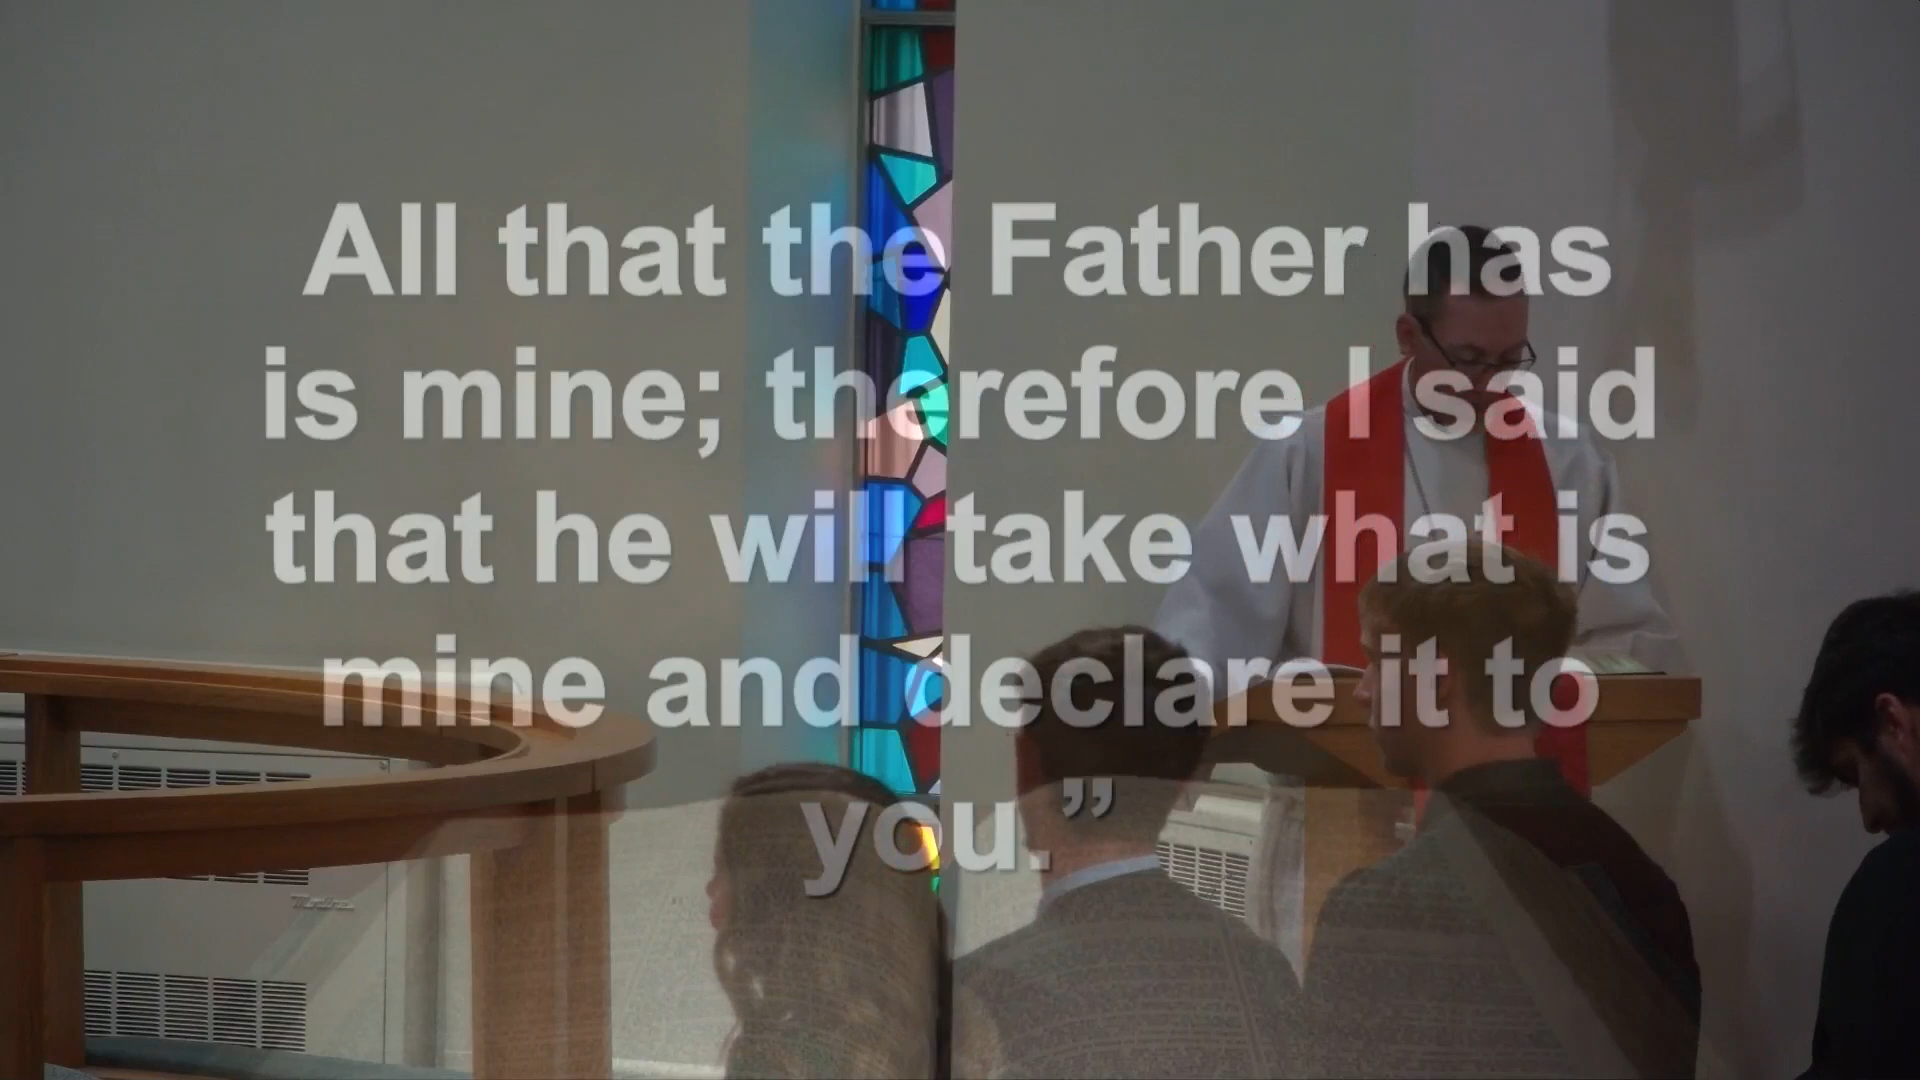 All that the Father has
is mine; therefore I said
that he will take what is
mine and declare it to
you.”